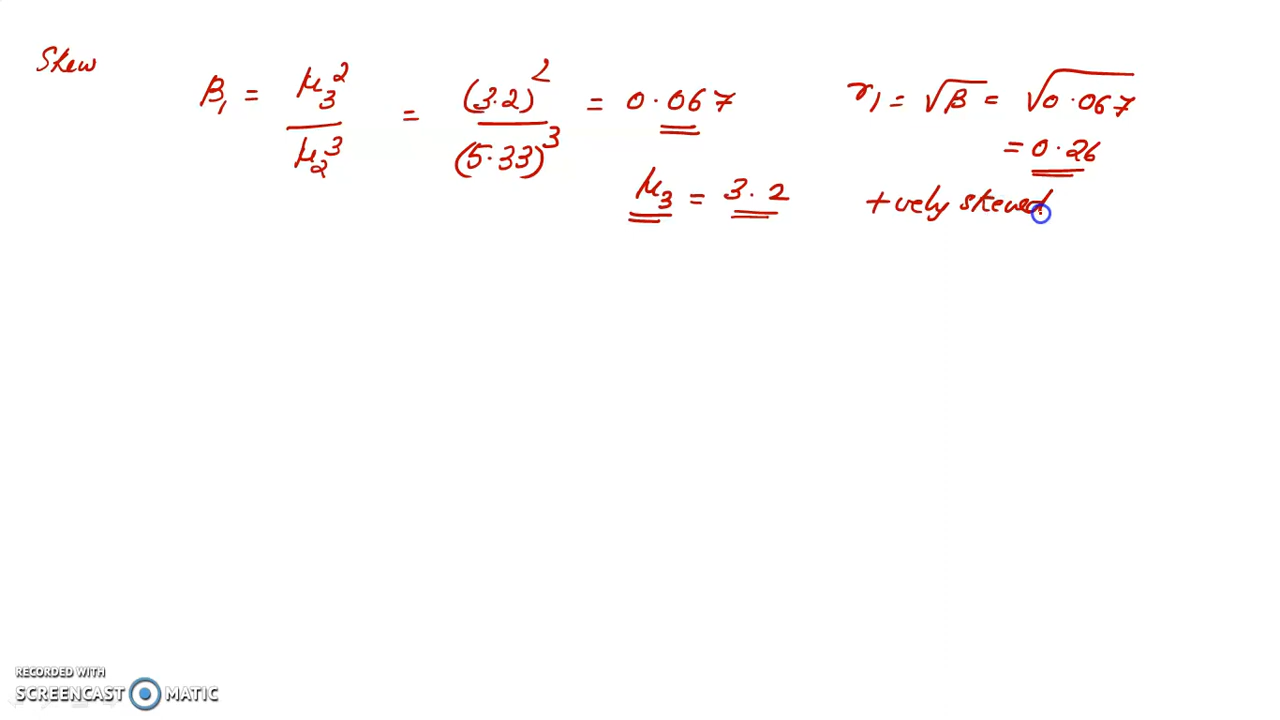 Skew
β₁ = μ₃² / μ₂³ = (3.2)² / (5.33)³ = 0.067
γ₁ = √β = √0.067
= 0.26
μ₃ = 3.2 +vely skewed
RECORDED WITH
SCREENCAST MATIC